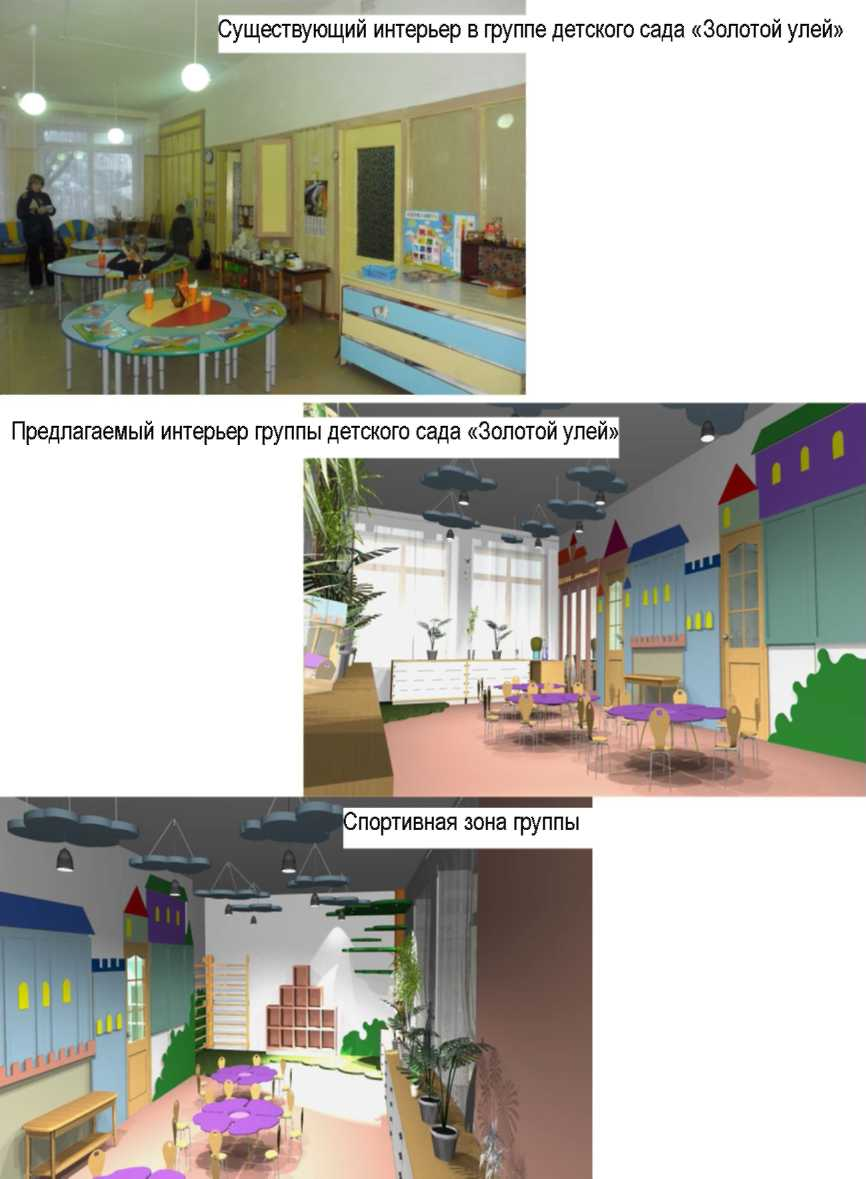 Существующий интерьер в группе детского сада «Золотой улей»
Предлагаемый интерьер группы детского сада «Золотой улей»
Спортивная зона группы